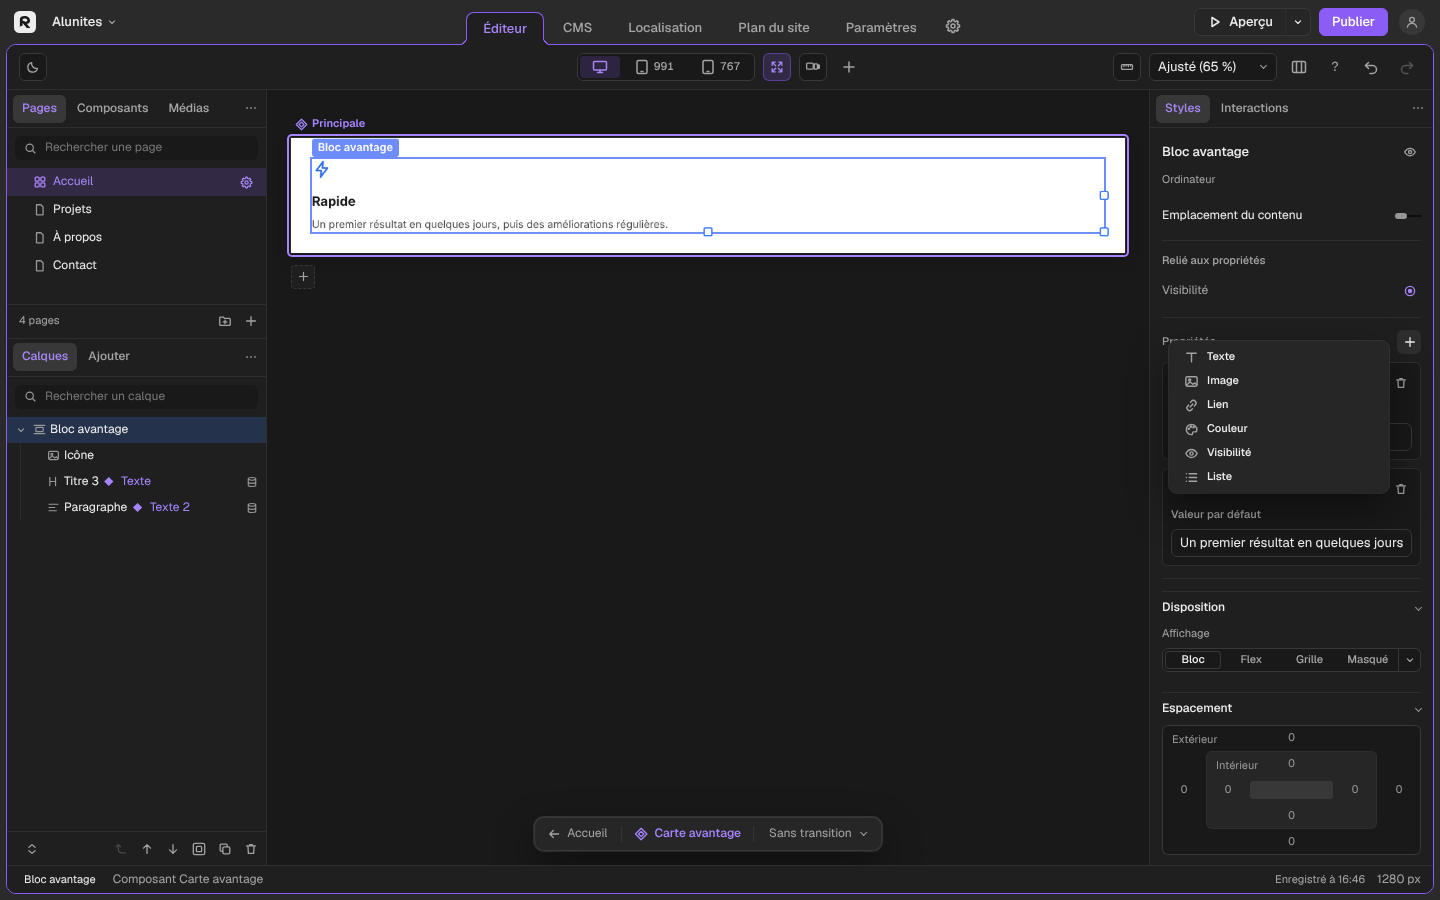 Alunites
Éditeur
CMS
Localisation
Plan du site
Paramètres
Aperçu
Publier
991
767
Ajusté (65 %)
?
Pages
Composants
Médias
Rechercher une page
Accueil
Projets
À propos
Contact
4 pages
Calques
Ajouter
Rechercher un calque
Bloc avantage
Icône
Titre 3
Texte
Paragraphe
Texte 2
Principale
Bloc avantage
Rapide
Un premier résultat en quelques jours, puis des améliorations régulières.
Accueil
Carte avantage
Sans transition
Styles
Interactions
Bloc avantage
Ordinateur
Emplacement du contenu
Relié aux propriétés
Visibilité
Propriétés
Texte
Image
Lien
Couleur
Visibilité
Liste
Valeur par défaut
Un premier résultat en quelques jours
Disposition
Affichage
Bloc
Flex
Grille
Masqué
Espacement
Extérieur
0
Intérieur
0
0
0
0
0
0
0
Bloc avantage
Composant Carte avantage
Enregistré à 16:46
1280 px